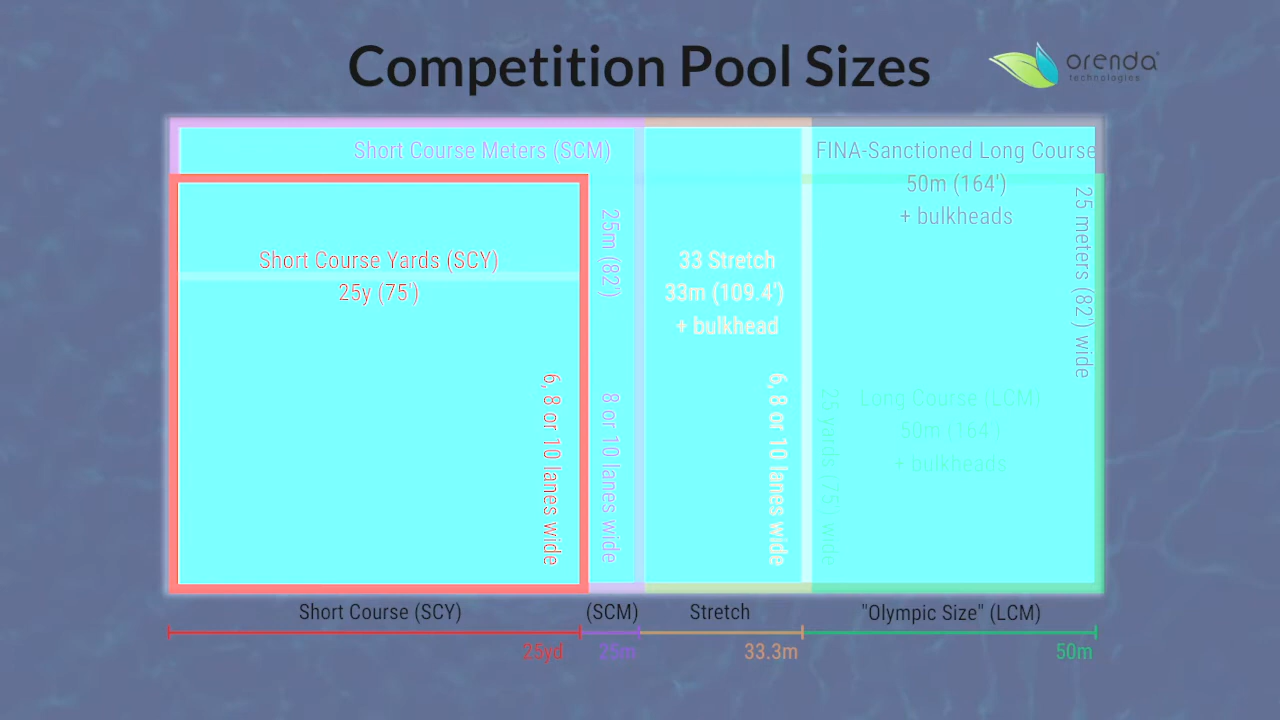 Competition Pool Sizes
orenda
technologies
Short Course Meters (SCM)
FINA-Sanctioned Long Course
50m (164')
+ bulkheads
25 meters (82') wide
25m (82')
8 or 10 lanes wide
Short Course Yards (SCY)
25y (75')
6, 8 or 10 lanes wide
33 Stretch
33m (109.4')
+ bulkhead
6, 8 or 10 lanes wide
Long Course (LCM)
50m (164')
+ bulkheads
25 yards (75') wide
Short Course (SCY)
(SCM)
Stretch
"Olympic Size" (LCM)
25yd
25m
33.3m
50m